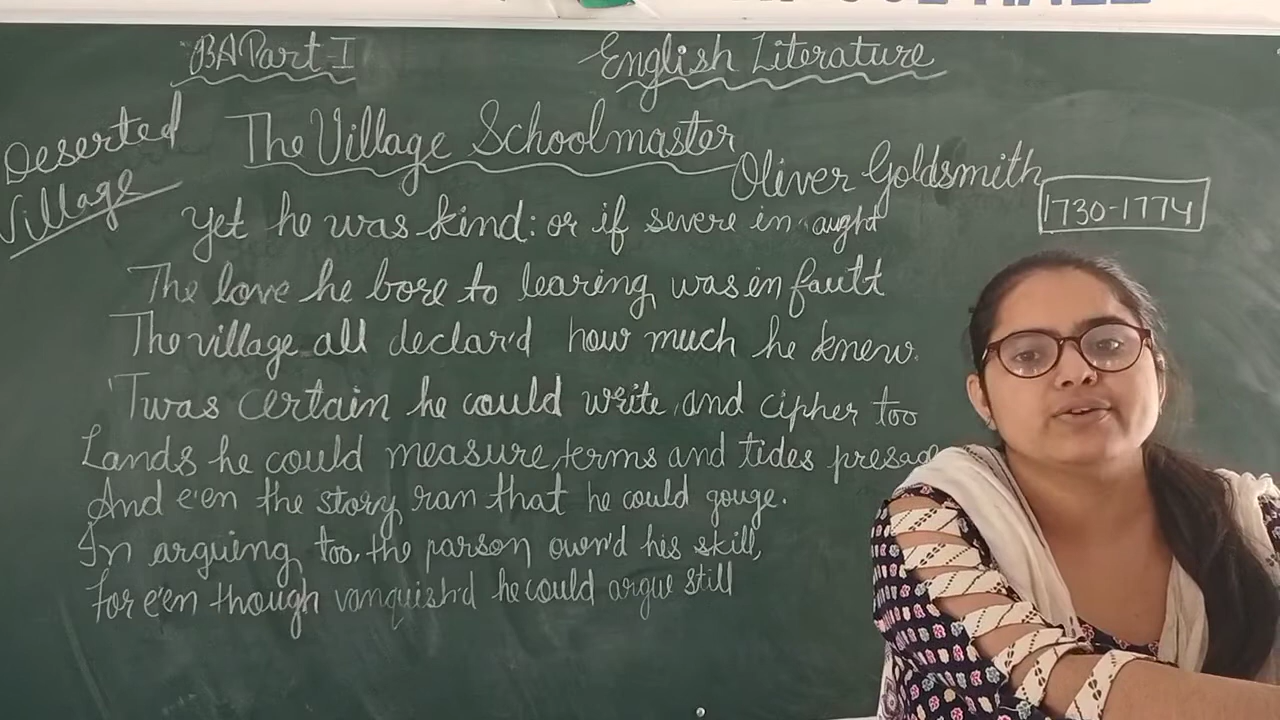 BA Part-I
English Literature
Deserted
Village
The Village Schoolmaster
Oliver Goldsmith
1730-1774
Yet he was kind: or if severe in aught
The love he bore to learing was in fault
The village all declar'd how much he knew.
'Twas certain he could write, and cipher too
Lands he could measure, terms and tides presag
And e'en the story ran that he could gouge.
In arguing too, the parson own'd his skill,
For e'en though vanquish'd he could argue still